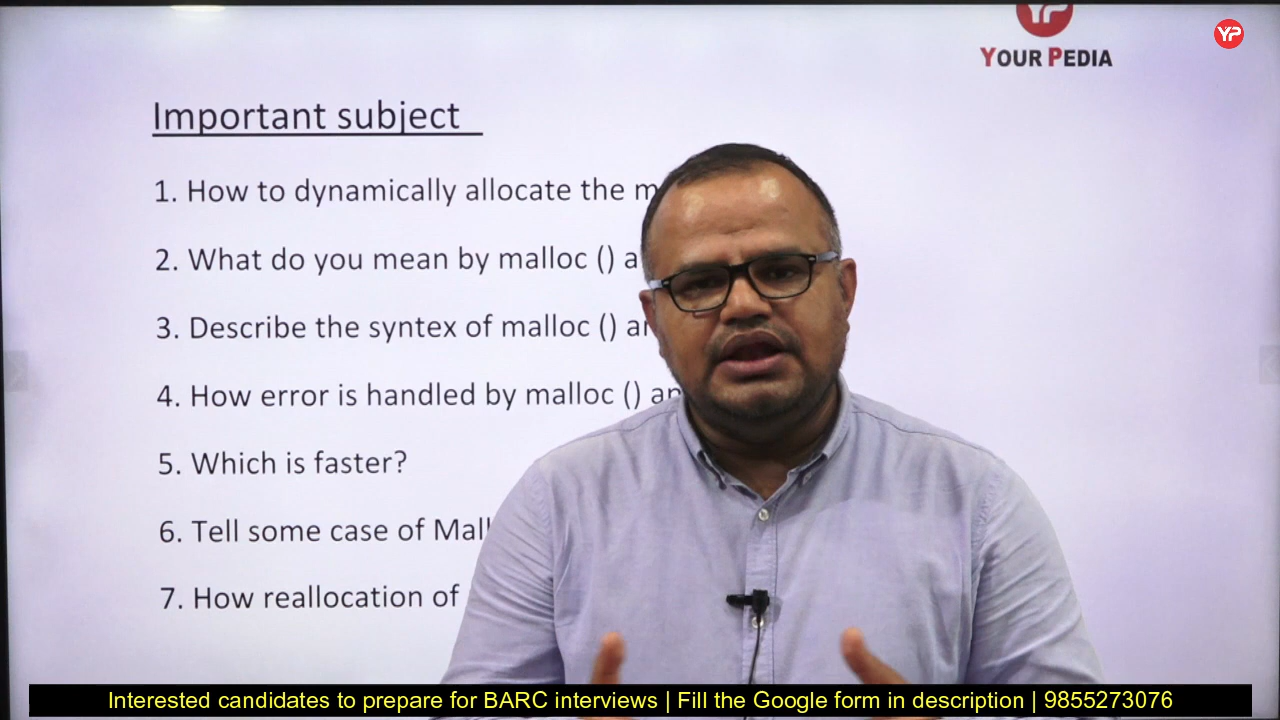 YP
YOUR PEDIA
YP
Important subject
1. How to dynamically allocate the
2. What do you mean by malloc ()
3. Describe the syntex of malloc ()
4. How error is handled by malloc ()
5. Which is faster?
6. Tell some case of
7. How reallocation of
Interested candidates to prepare for BARC interviews | Fill the Google form in description | 9855273076